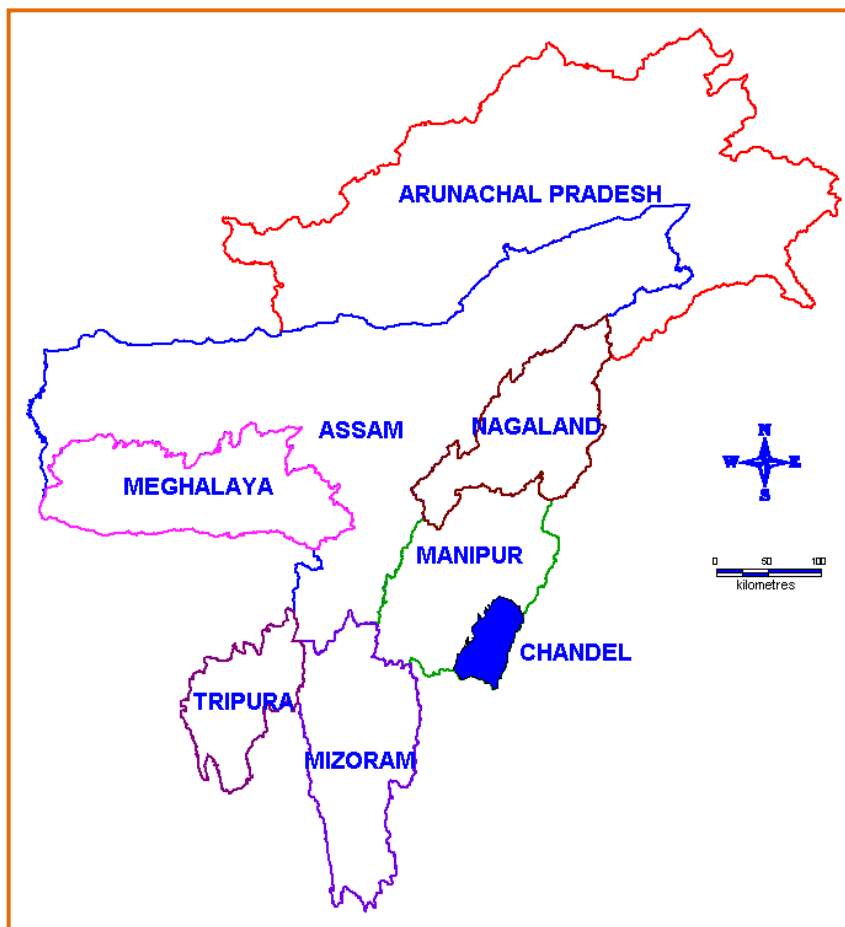 ARUNACHAL PRADESH
ASSAM
NAGALAND
N
W E
S
MEGHALAYA
MANIPUR
0 50 100
kilometres
CHANDEL
TRIPURA
MIZORAM